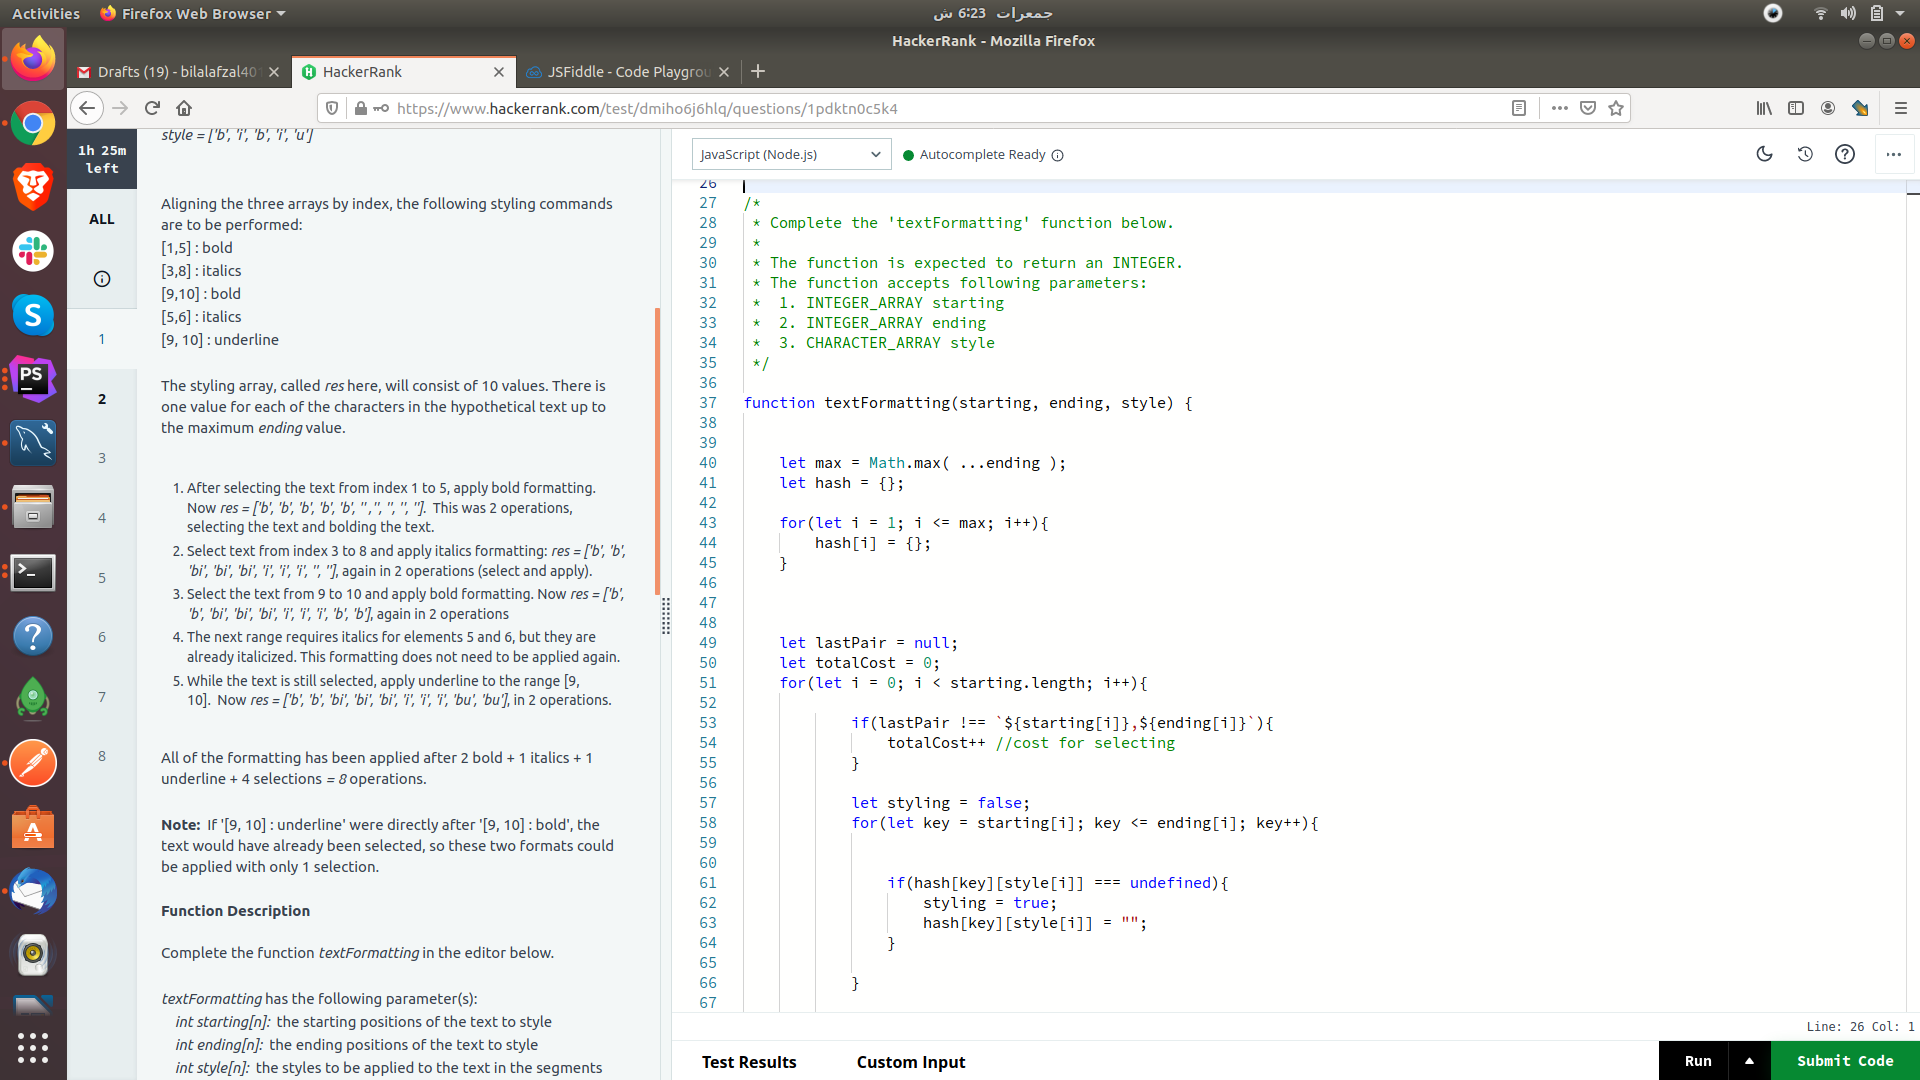 Activities
Firefox Web Browser
جمعرات 6:23 ش
HackerRank - Mozilla Firefox
Drafts (19) - bilalafzal401
HackerRank
JSFiddle - Code Playgrou
https://www.hackerrank.com/test/dmiho6j6hlq/questions/1pdktn0c5k4
1h 25m
left
ALL
1
2
3
4
5
6
7
8
style = ['b', 'i', 'b', 'i', 'u']
Aligning the three arrays by index, the following styling commands
are to be performed:
[1,5] : bold
[3,8] : italics
[9,10] : bold
[5,6] : italics
[9, 10] : underline
The styling array, called res here, will consist of 10 values. There is
one value for each of the characters in the hypothetical text up to
the maximum ending value.
1. After selecting the text from index 1 to 5, apply bold formatting.
Now res = ['b', 'b', 'b', 'b', 'b', '', '', '', '', '']. This was 2 operations,
selecting the text and bolding the text.
2. Select text from index 3 to 8 and apply italics formatting: res = ['b', 'b',
'bi', 'bi', 'bi', 'i', 'i', 'i', '', ''], again in 2 operations (select and apply).
3. Select the text from 9 to 10 and apply bold formatting. Now res = ['b',
'b', 'bi', 'bi', 'bi', 'i', 'i', 'i', 'b', 'b'], again in 2 operations
4. The next range requires italics for elements 5 and 6, but they are
already italicized. This formatting does not need to be applied again.
5. While the text is still selected, apply underline to the range [9,
10]. Now res = ['b', 'b', 'bi', 'bi', 'bi', 'i', 'i', 'i', 'bu', 'bu'], in 2 operations.
All of the formatting has been applied after 2 bold + 1 italics + 1
underline + 4 selections = 8 operations.
Note: If '[9, 10] : underline' were directly after '[9, 10] : bold', the
text would have already been selected, so these two formats could
be applied with only 1 selection.
Function Description
Complete the function textFormatting in the editor below.
textFormatting has the following parameter(s):
int starting[n]: the starting positions of the text to style
int ending[n]: the ending positions of the text to style
int style[n]: the styles to be applied to the text in the segments
JavaScript (Node.js)
Autocomplete Ready
26
27 /*
28 * Complete the 'textFormatting' function below.
29 *
30 * The function is expected to return an INTEGER.
31 * The function accepts following parameters:
32 * 1. INTEGER_ARRAY starting
33 * 2. INTEGER_ARRAY ending
34 * 3. CHARACTER_ARRAY style
35 */
36
37 function textFormatting(starting, ending, style) {
38
39
40 let max = Math.max( ...ending );
41 let hash = {};
42
43 for(let i = 1; i <= max; i++){
44 hash[i] = {};
45 }
46
47
48
49 let lastPair = null;
50 let totalCost = 0;
51 for(let i = 0; i < starting.length; i++){
52
53 if(lastPair !== `${starting[i]},${ending[i]}`){
54 totalCost++ //cost for selecting
55 }
56
57 let styling = false;
58 for(let key = starting[i]; key <= ending[i]; key++){
59
60
61 if(hash[key][style[i]] === undefined){
62 styling = true;
63 hash[key][style[i]] = "";
64 }
65
66 }
67
Line: 26 Col: 1
Test Results
Custom Input
Run
Submit Code
PS